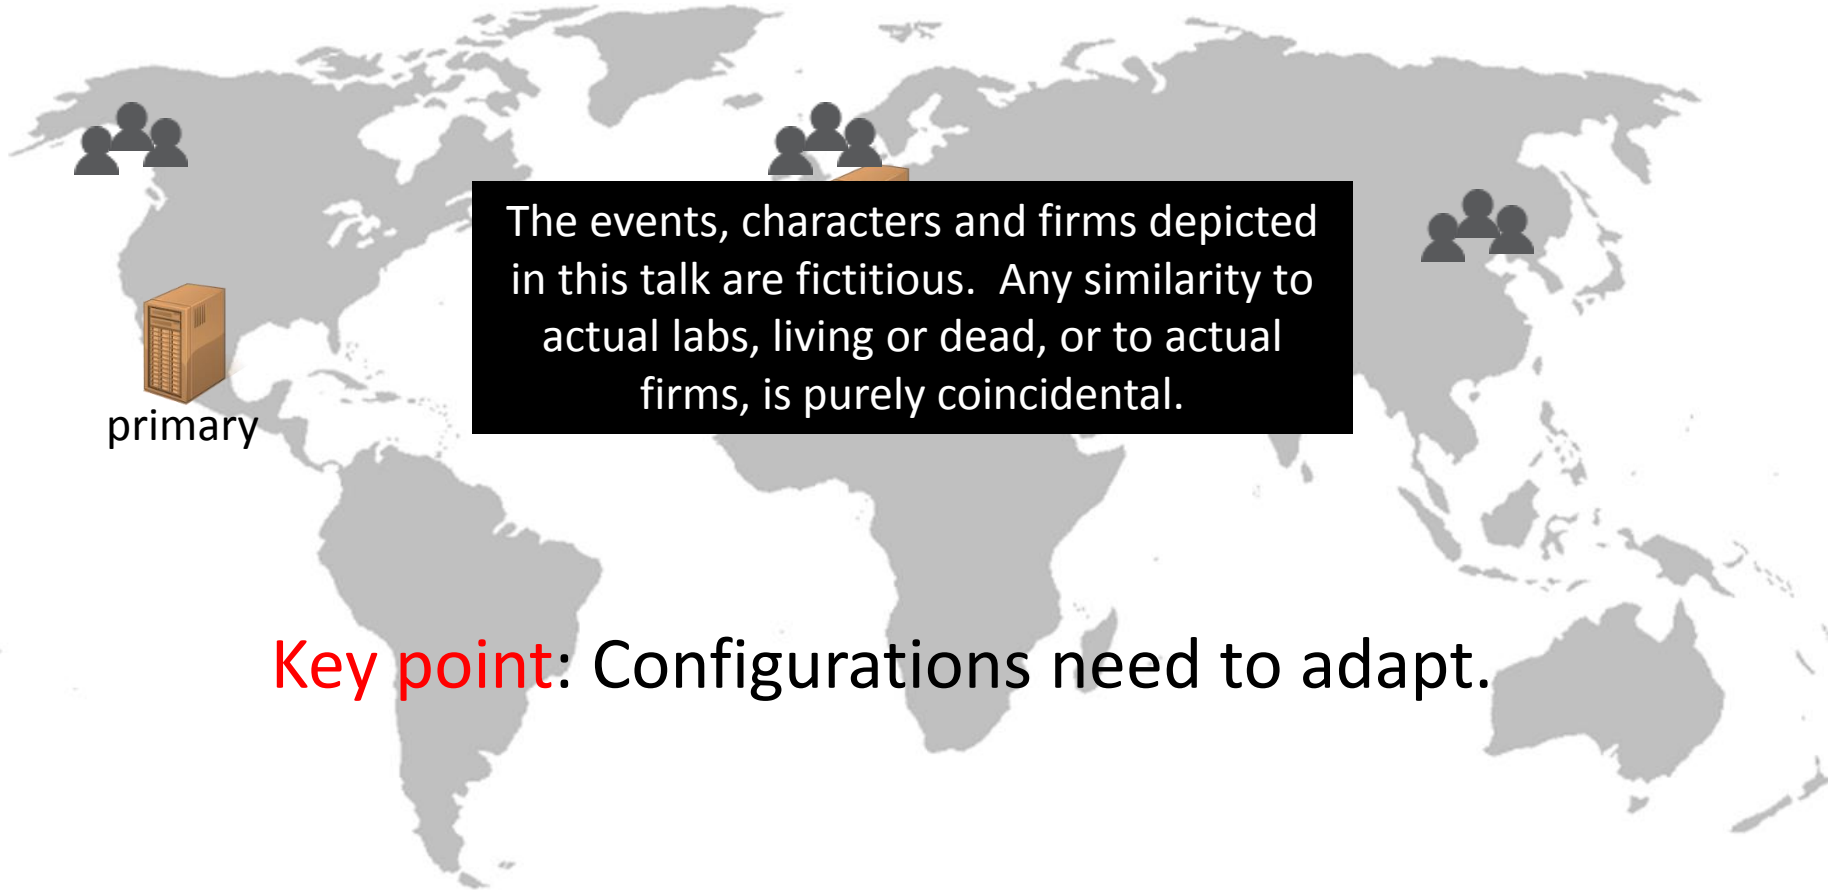 The events, characters and firms depicted
in this talk are fictitious.  Any similarity to
actual labs, living or dead, or to actual
firms, is purely coincidental.
primary
Key point: Configurations need to adapt.